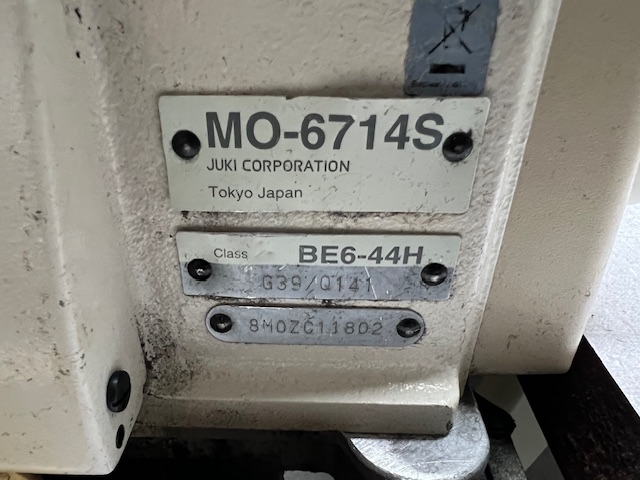 MO-6714S
JUKI CORPORATION
Tokyo Japan
Class BE6-44H
G39/Q141
8M0ZC11802